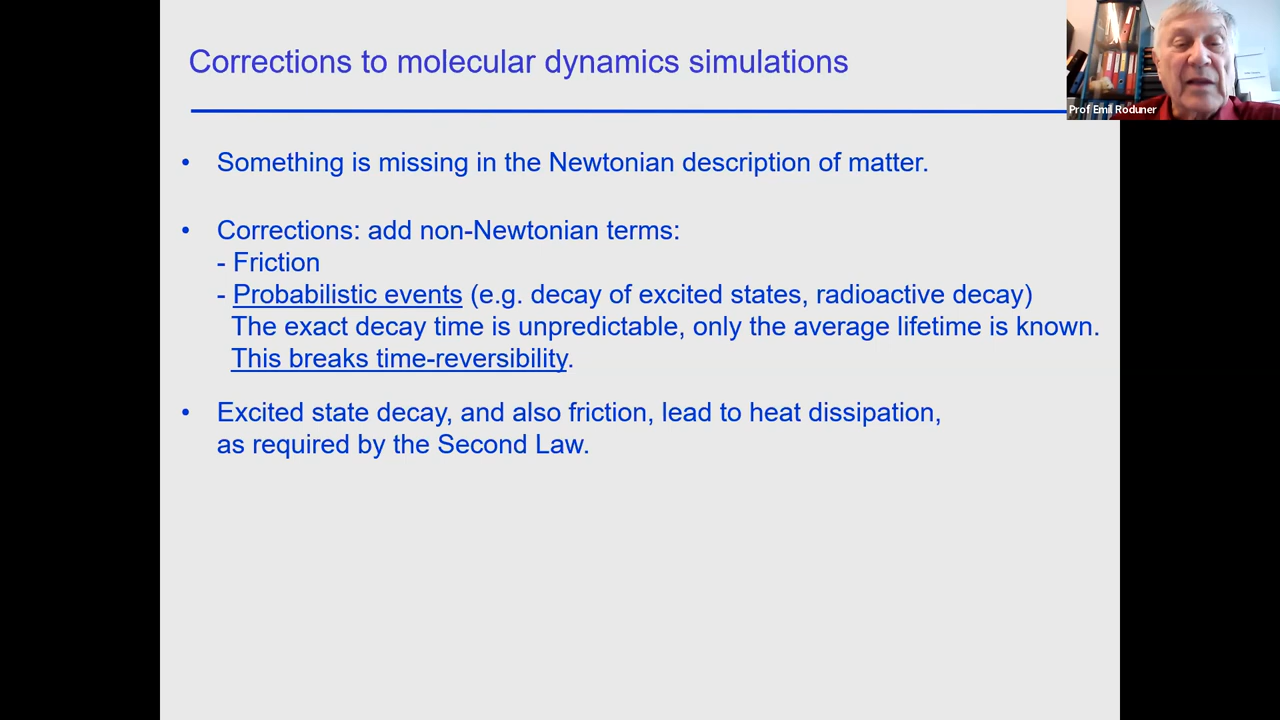 Corrections to molecular dynamics simulations
Prof Emil Roduner
• Something is missing in the Newtonian description of matter.
• Corrections: add non-Newtonian terms:
- Friction
- Probabilistic events (e.g. decay of excited states, radioactive decay)
The exact decay time is unpredictable, only the average lifetime is known.
This breaks time-reversibility.
• Excited state decay, and also friction, lead to heat dissipation,
as required by the Second Law.